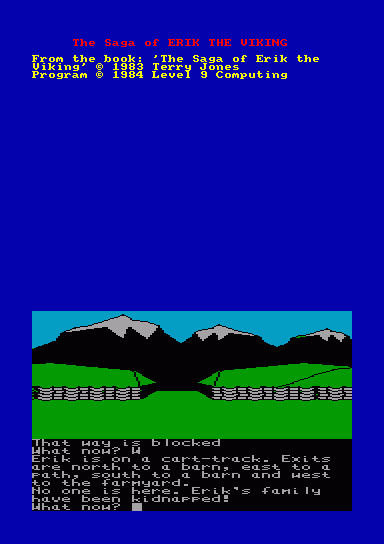 The Saga of ERIK THE VIKING
From the book: 'The Saga of Erik the
Viking' © 1983 Terry Jones
Program © 1984 Level 9 Computing
That way is blocked
What now? W
Erik is on a cart-track. Exits
are north to a barn, east to a
path, south to a barn and west
to the farmyard.
No one is here. Erik's family
have been kidnapped!
What now?